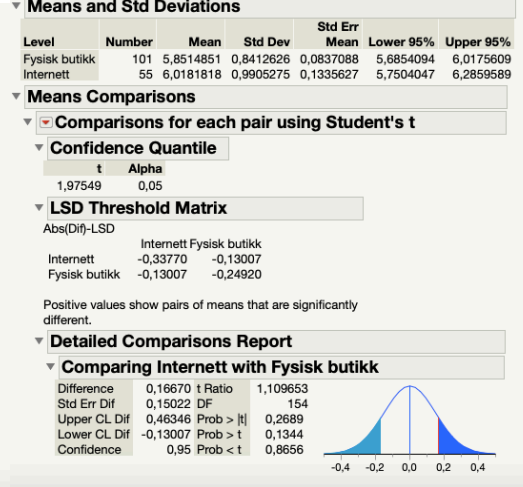 Means and Std Deviations
Std Err
Level Number Mean Std Dev Mean Lower 95% Upper 95%
Fysisk butikk 101 5,8514851 0,8412626 0,0837088 5,6854094 6,0175609
Internett 55 6,0181818 0,9905275 0,1335627 5,7504047 6,2859589
Means Comparisons
Comparisons for each pair using Student's t
Confidence Quantile
t Alpha
1,97549 0,05
LSD Threshold Matrix
Abs(Dif)-LSD
Internett Fysisk butikk
Internett -0,33770 -0,13007
Fysisk butikk -0,13007 -0,24920
Positive values show pairs of means that are significantly
different.
Detailed Comparisons Report
Comparing Internett with Fysisk butikk
Difference 0,16670 t Ratio 1,109653
Std Err Dif 0,15022 DF 154
Upper CL Dif 0,46346 Prob > |t| 0,2689
Lower CL Dif -0,13007 Prob > t 0,1344
Confidence 0,95 Prob < t 0,8656
-0,4 -0,2 0,0 0,2 0,4